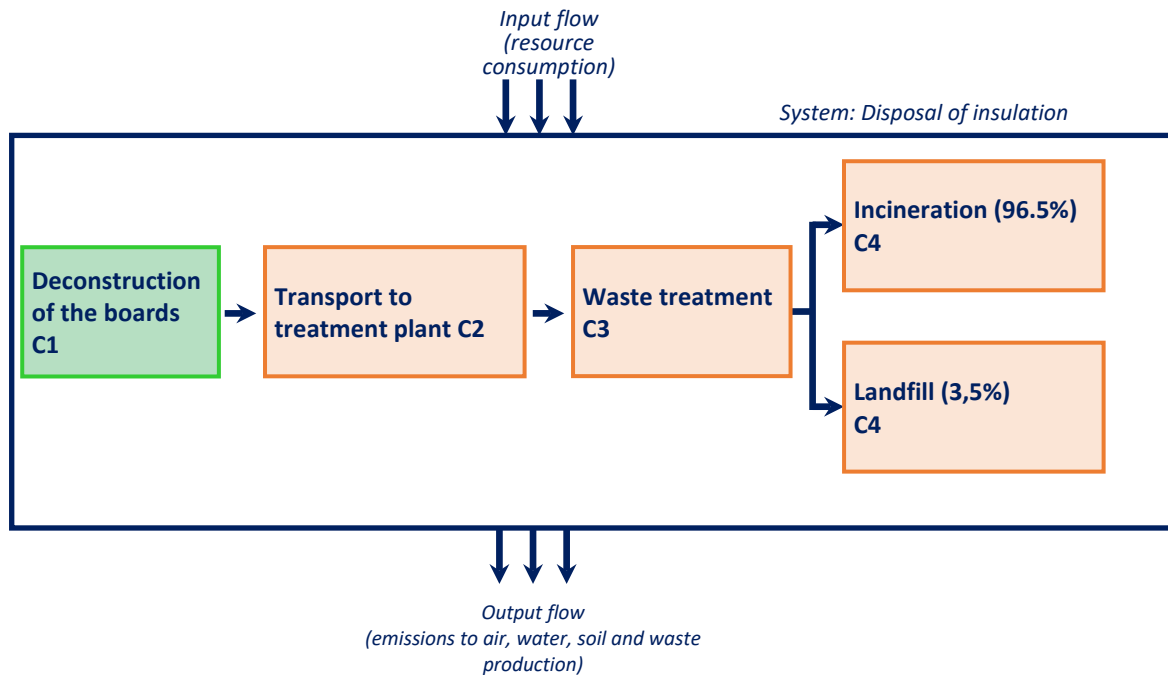 Input flow
(resource
consumption)
System: Disposal of insulation
Incineration (96.5%)
C4
Deconstruction
of the boards
C1
Transport to
treatment plant C2
Waste treatment
C3
Landfill (3,5%)
C4
Output flow
(emissions to air, water, soil and waste
production)